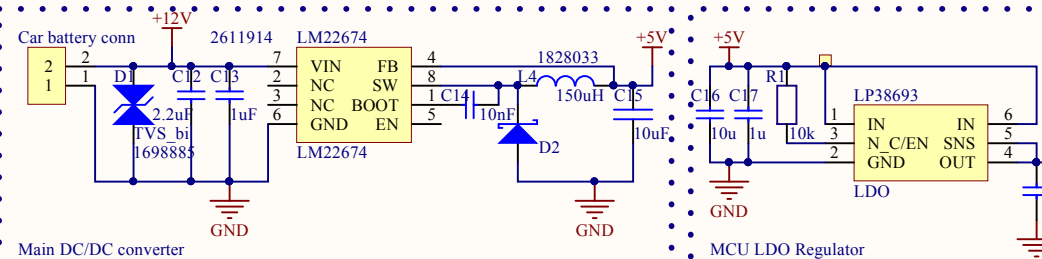 +12V
Car battery conn
2611914
LM22674
1828033
+5V
+5V
2
2
1
1
D1
C12
C13
2.2uF
1uF
TVS_bi
1698885
7
VIN
FB
4
2
NC
SW
8
3
NC
BOOT
1
6
GND
EN
5
LM22674
C14
10nF
L4
150uH
C15
10uF
D2
GND
GND
Main DC/DC converter
C16
C17
R1
10u
1u
10k
LP38693
1
IN
IN
6
3
N_C/EN
SNS
5
2
GND
OUT
4
LDO
GND
MCU LDO Regulator